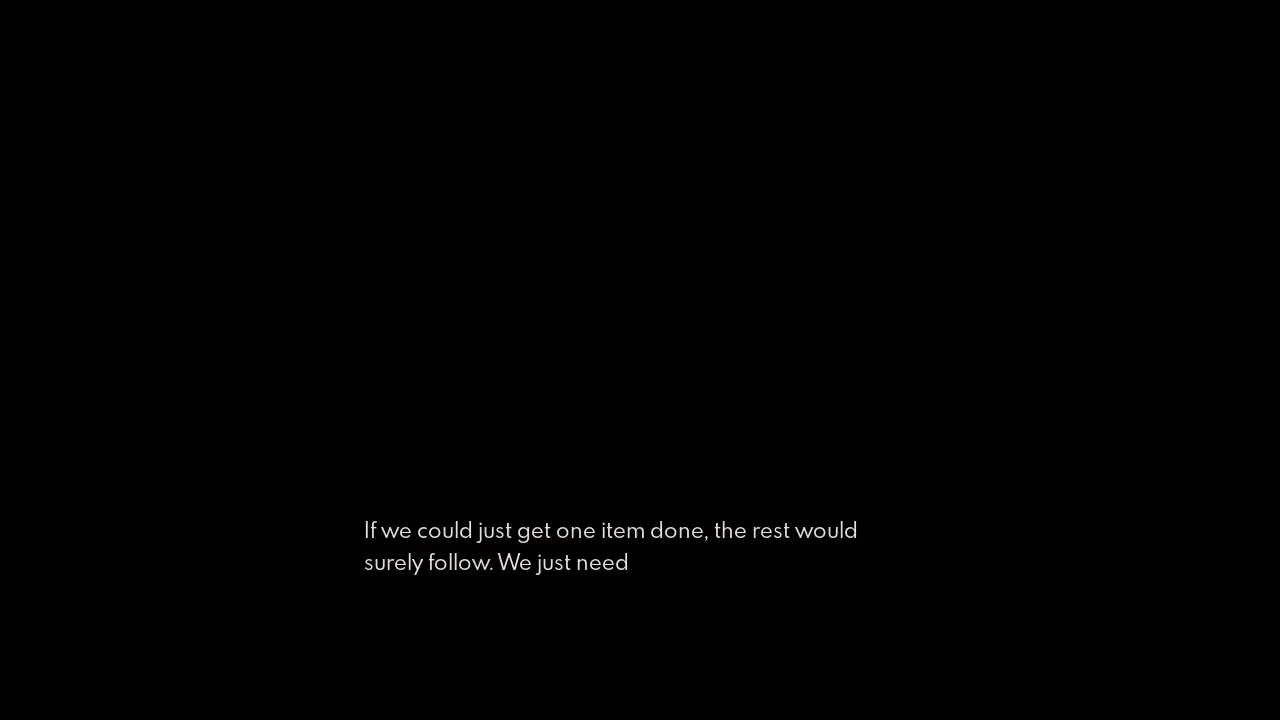 If we could just get one item done, the rest would
surely follow. We just need